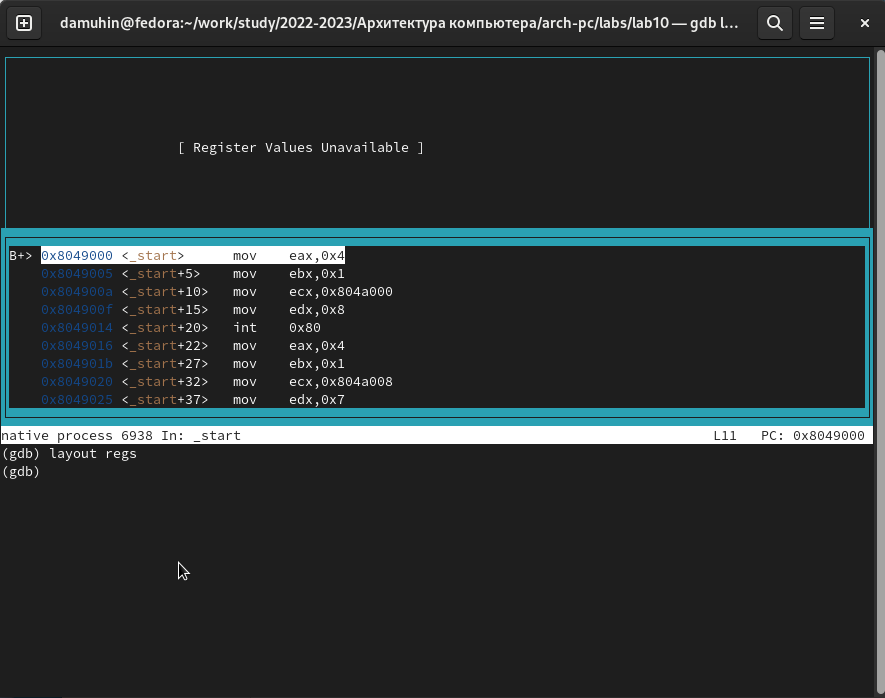 damuhin@fedora:~/work/study/2022-2023/Архитектура компьютера/arch-pc/labs/lab10 — gdb l...
[ Register Values Unavailable ]
B+> 0x8049000 <_start>      mov    eax,0x4
0x8049005 <_start+5>    mov    ebx,0x1
0x804900a <_start+10>   mov    ecx,0x804a000
0x804900f <_start+15>   mov    edx,0x8
0x8049014 <_start+20>   int    0x80
0x8049016 <_start+22>   mov    eax,0x4
0x804901b <_start+27>   mov    ebx,0x1
0x8049020 <_start+32>   mov    ecx,0x804a008
0x8049025 <_start+37>   mov    edx,0x7
native process 6938 In: _start L11 PC: 0x8049000
(gdb) layout regs
(gdb)